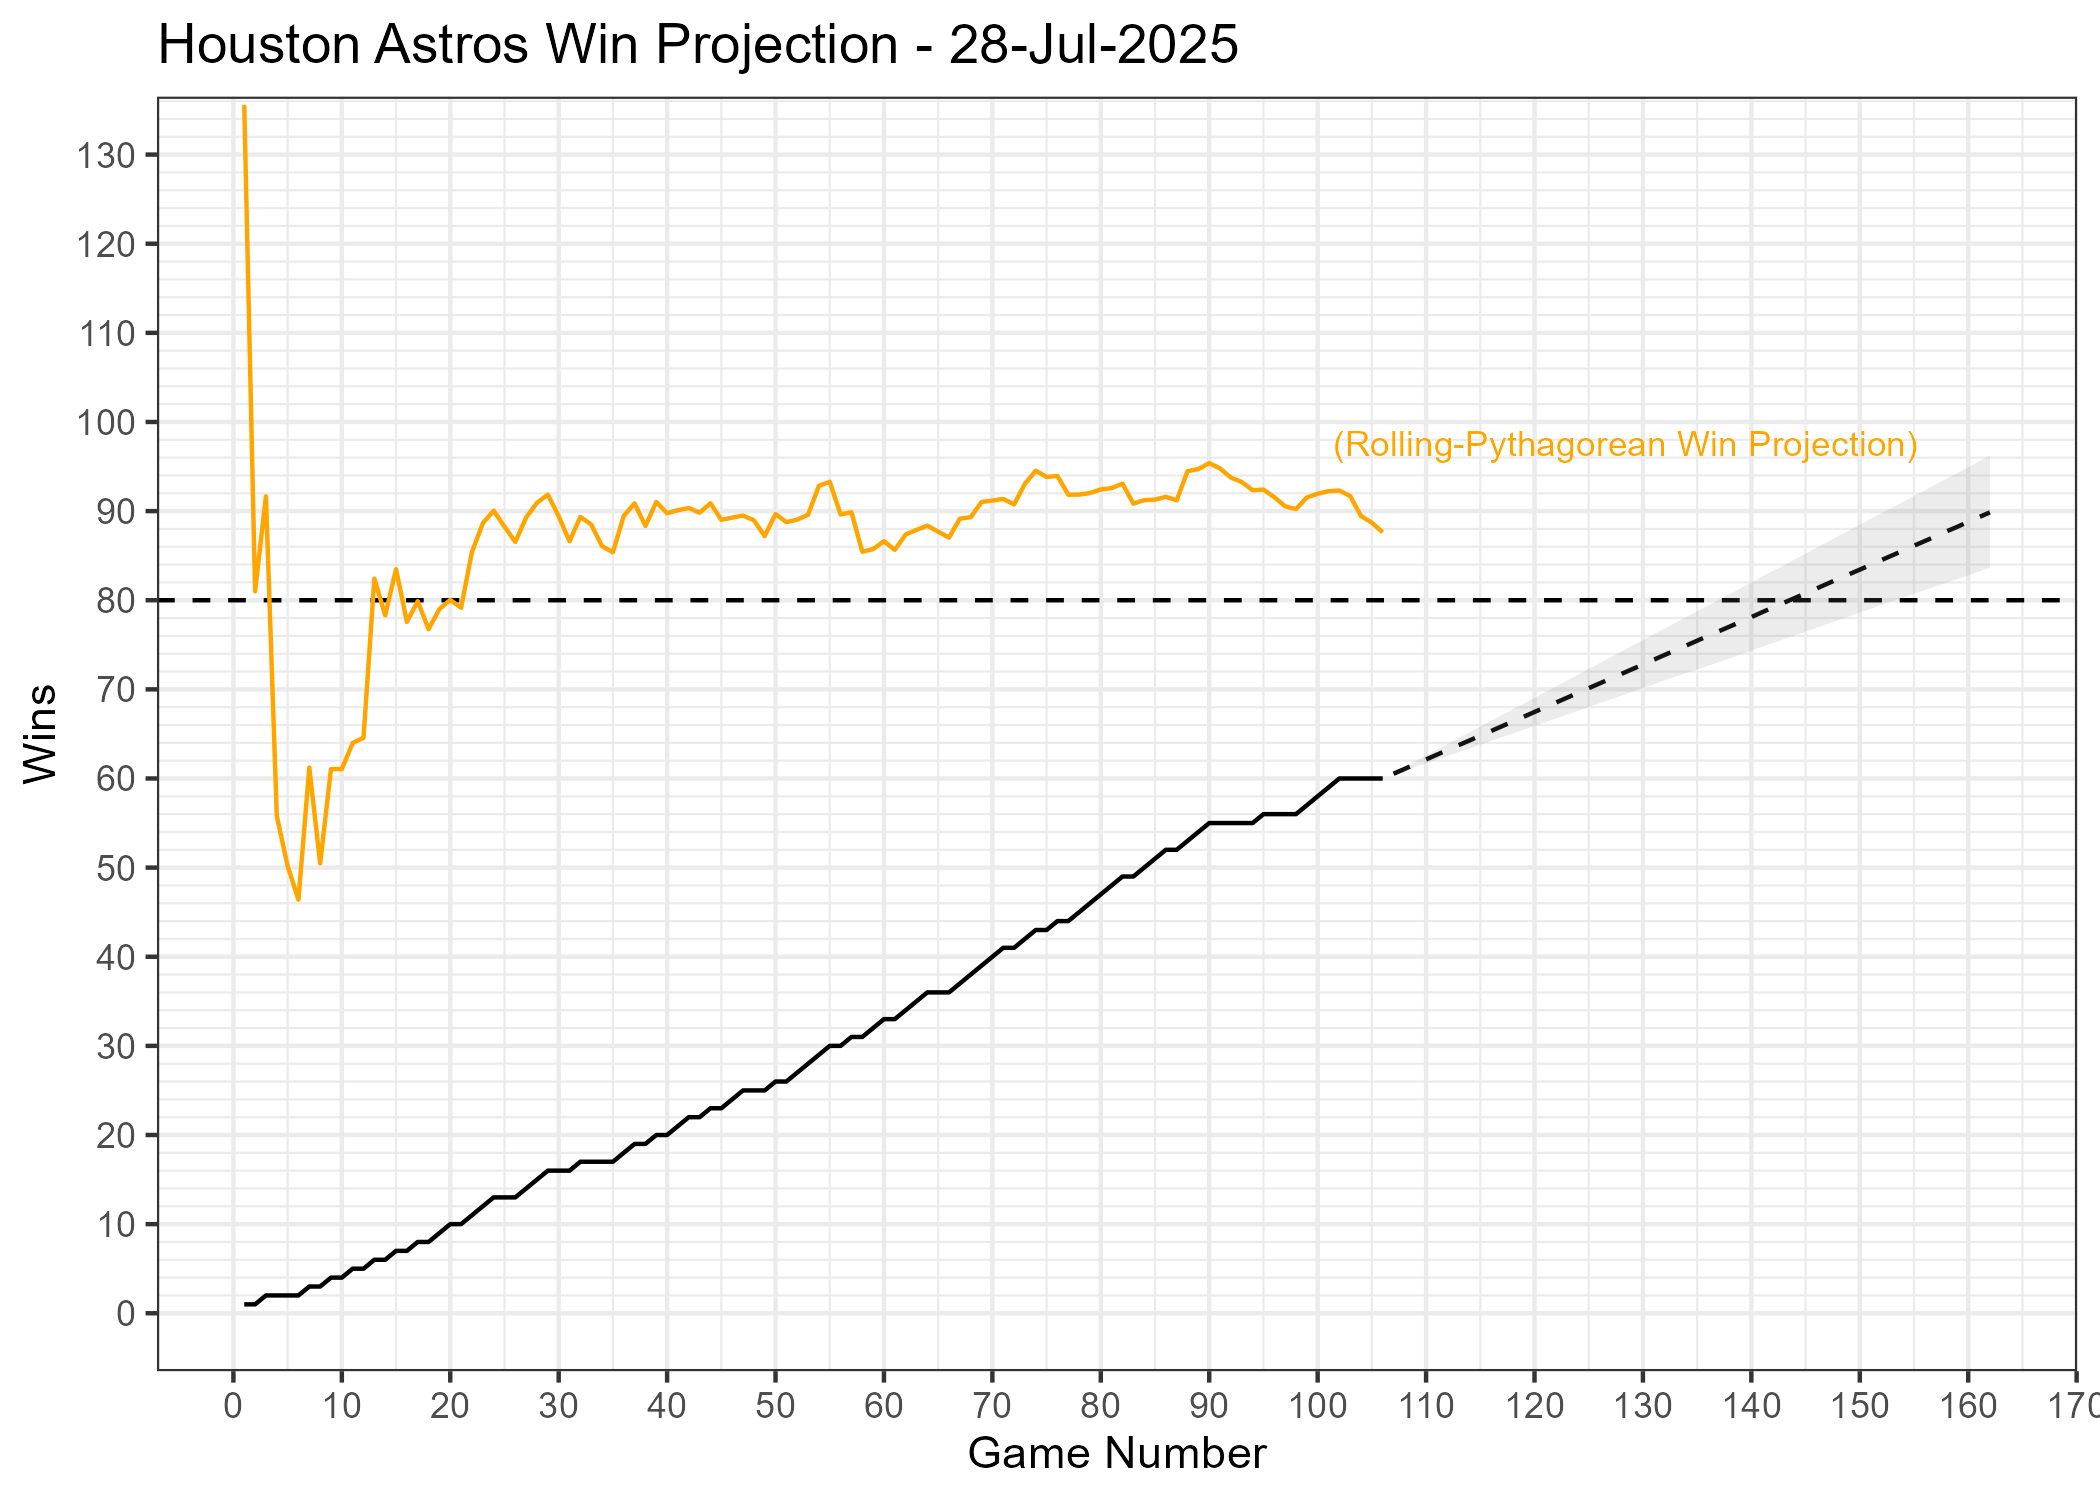 Houston Astros Win Projection - 28-Jul-2025
130
120
110
100
(Rolling-Pythagorean Win Projection)
90
80
70
Wins
60
50
40
30
20
10
0
0 10 20 30 40 50 60 70 80 90 100 110 120 130 140 150 160 170
Game Number